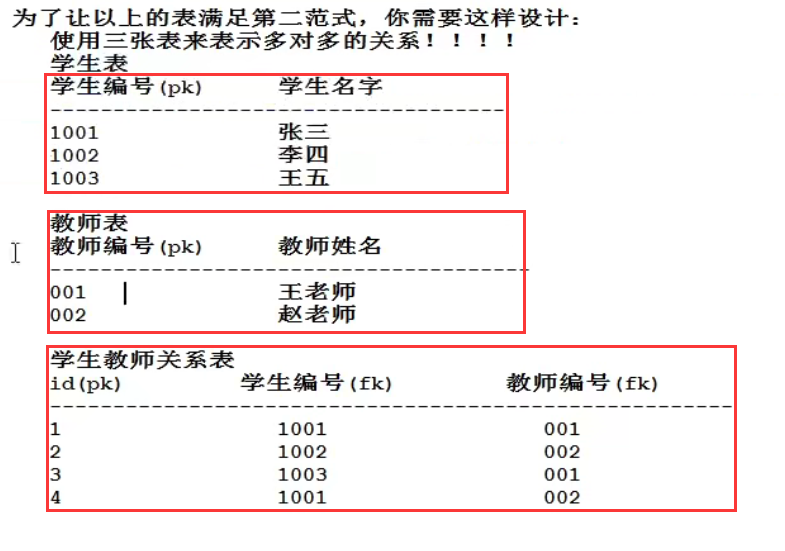 为了让以上的表满足第二范式，你需要这样设计：
使用三张表来表示多对多的关系！！！！
学生表
学生编号(pk) 学生名字
------------------------------------
1001 张三
1002 李四
1003 王五
教师表
教师编号(pk) 教师姓名
--------------------------------------
001 王老师
002 赵老师
学生教师关系表
id(pk) 学生编号(fk) 教师编号(fk)
------------------------------------------------------
1 1001 001
2 1002 002
3 1003 001
4 1001 002